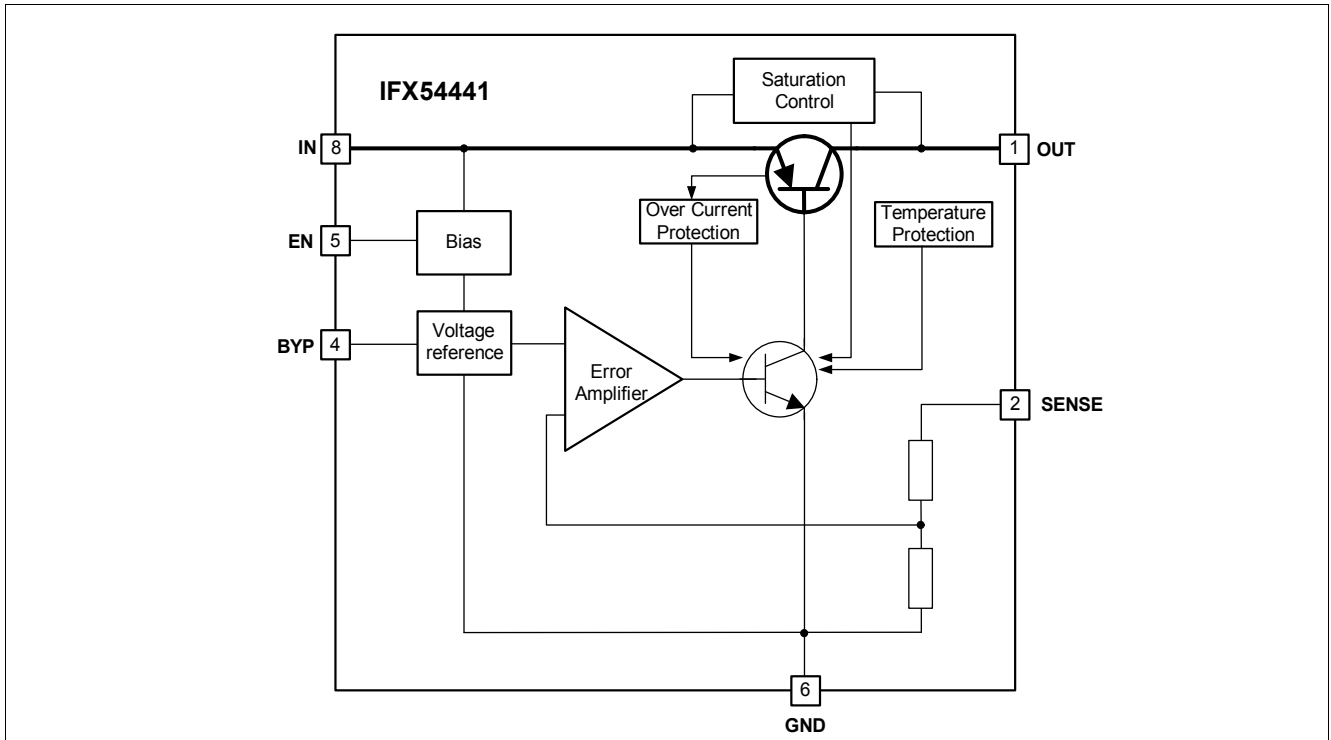 IFX54441
Saturation
Control
IN 8
1 OUT
Over Current
Protection
Temperature
Protection
EN 5
Bias
BYP 4
Voltage
reference
Error
Amplifier
2 SENSE
6
GND